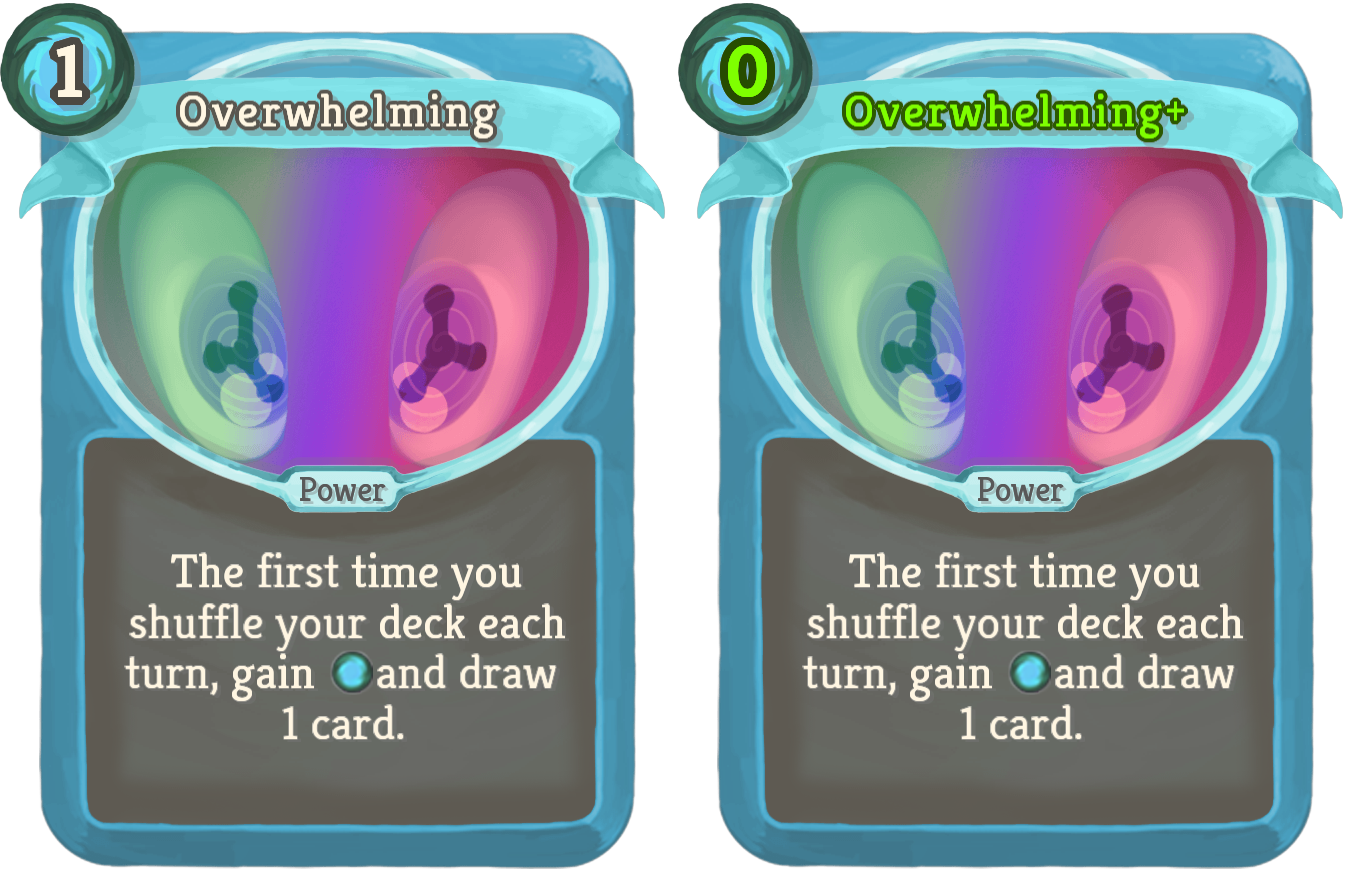 1
Overwhelming
Power
The first time you
shuffle your deck each
turn, gain and draw
1 card.
0
Overwhelming+
Power
The first time you
shuffle your deck each
turn, gain and draw
1 card.